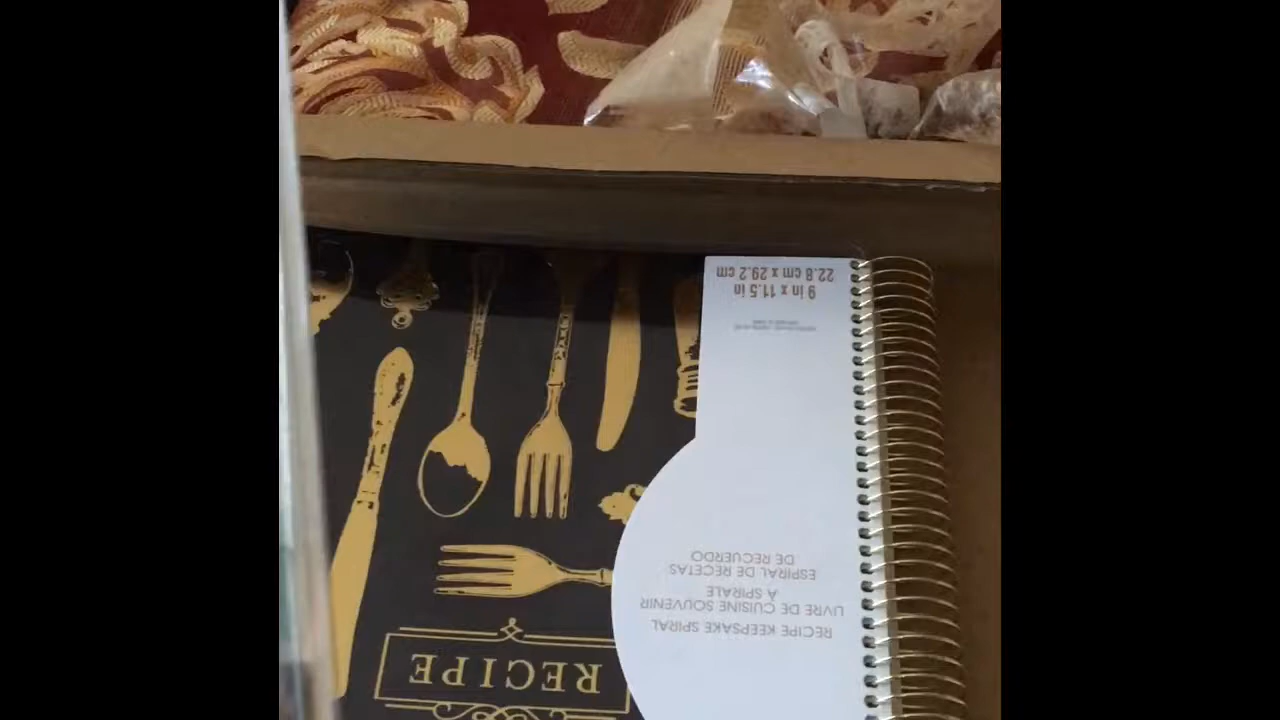 RECIPE
RECIPE KEEPSAKE SPIRAL
LIVRE DE CUISINE SOUVENIR
À SPIRALE
ESPIRAL DE RECETAS
DE RECUERDO
9 in x 11.5 in
22.8 cm x 29.2 cm